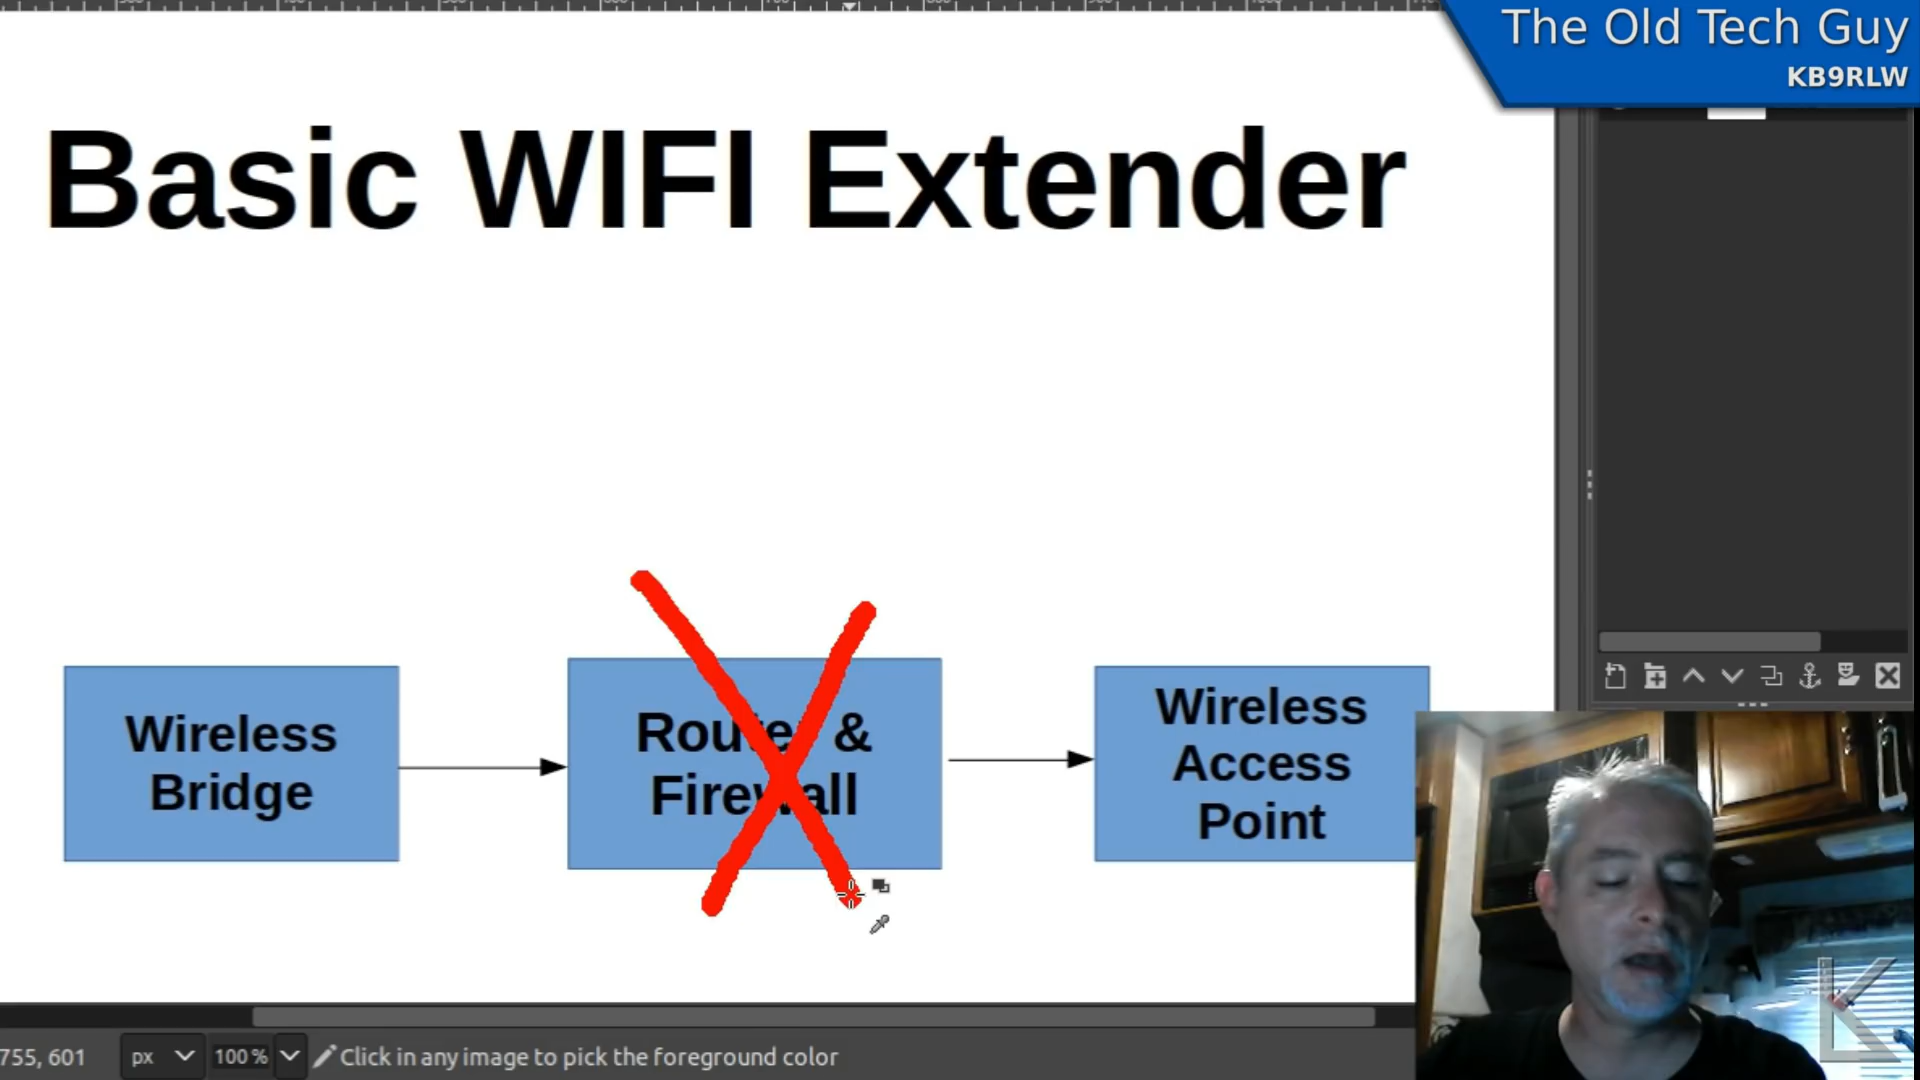 The Old Tech Guy
KB9RLW
Basic WIFI Extender
Wireless
Bridge
Router &
Firewall
Wireless
Access
Point
755, 601
px
100 %
Click in any image to pick the foreground color